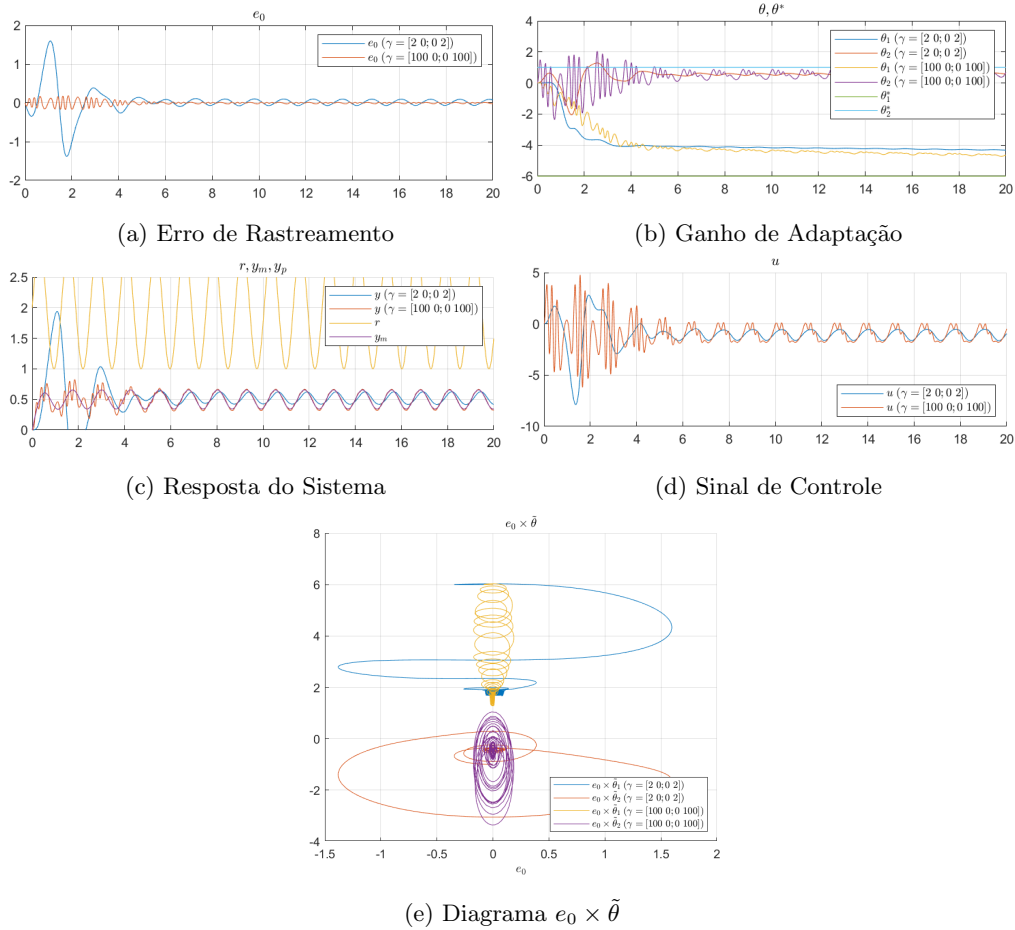 e₀
2
1
0
-1
-2
0 2 4 6 8 10 12 14 16 18 20
e₀ (γ = [2 0; 0 2])
e₀ (γ = [100 0; 0 100])
(a) Erro de Rastreamento
θ, θ*
4
2
0
-2
-4
-6
0 2 4 6 8 10 12 14 16 18 20
θ₁ (γ = [2 0; 0 2])
θ₂ (γ = [2 0; 0 2])
θ₁ (γ = [100 0; 0 100])
θ₂ (γ = [100 0; 0 100])
θ₁*
θ₂*
(b) Ganho de Adaptação
r, yₘ, yₚ
2.5
2
1.5
1
0.5
0
0 2 4 6 8 10 12 14 16 18 20
y (γ = [2 0; 0 2])
y (γ = [100 0; 0 100])
r
yₘ
(c) Resposta do Sistema
u
5
0
-5
-10
0 2 4 6 8 10 12 14 16 18 20
u (γ = [2 0; 0 2])
u (γ = [100 0; 0 100])
(d) Sinal de Controle
e₀ × θ̃
8
6
4
2
0
-2
-4
-1.5 -1 -0.5 0 0.5 1 1.5 2
e₀ × θ̃₁ (γ = [2 0; 0 2])
e₀ × θ̃₂ (γ = [2 0; 0 2])
e₀ × θ̃₁ (γ = [100 0; 0 100])
e₀ × θ̃₂ (γ = [100 0; 0 100])
e₀
(e) Diagrama e₀ × θ̃